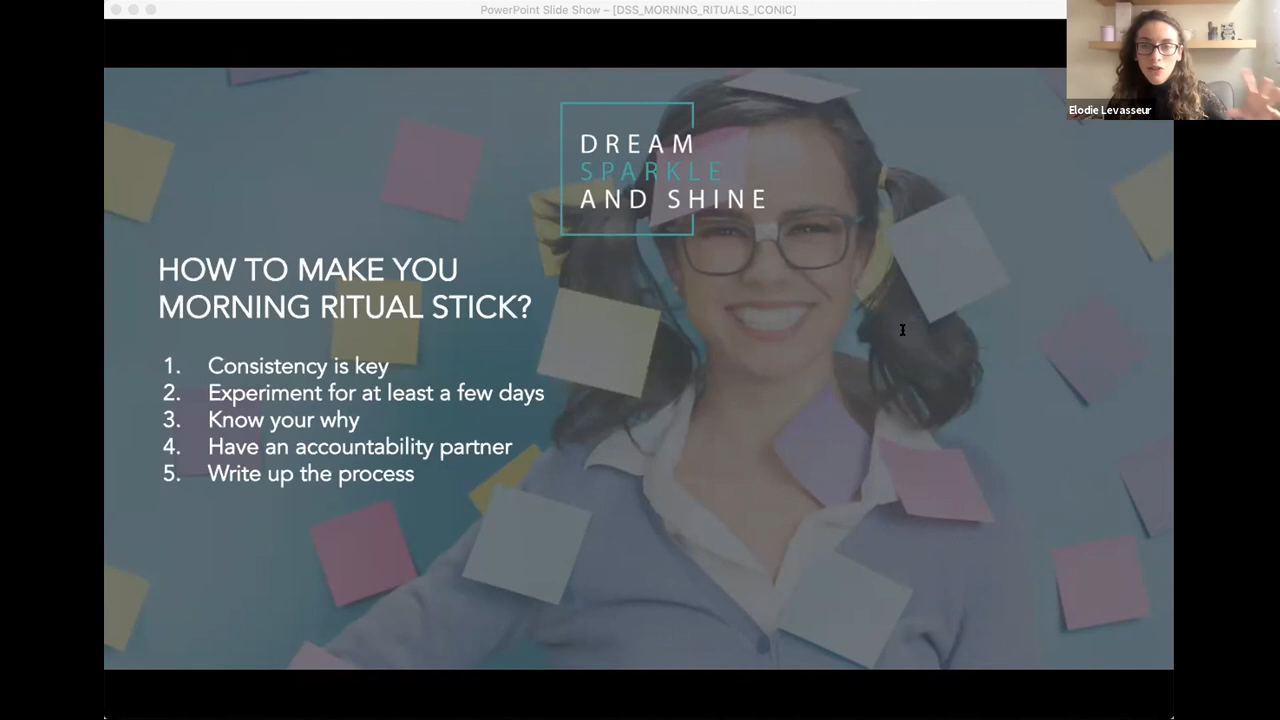 PowerPoint Slide Show – [DSS_MORNING_RITUALS_ICONIC]
Elodie Levasseur
DREAM
SPARKLE
AND SHINE
HOW TO MAKE YOU
MORNING RITUAL STICK?
1. Consistency is key
2. Experiment for at least a few days
3. Know your why
4. Have an accountability partner
5. Write up the process